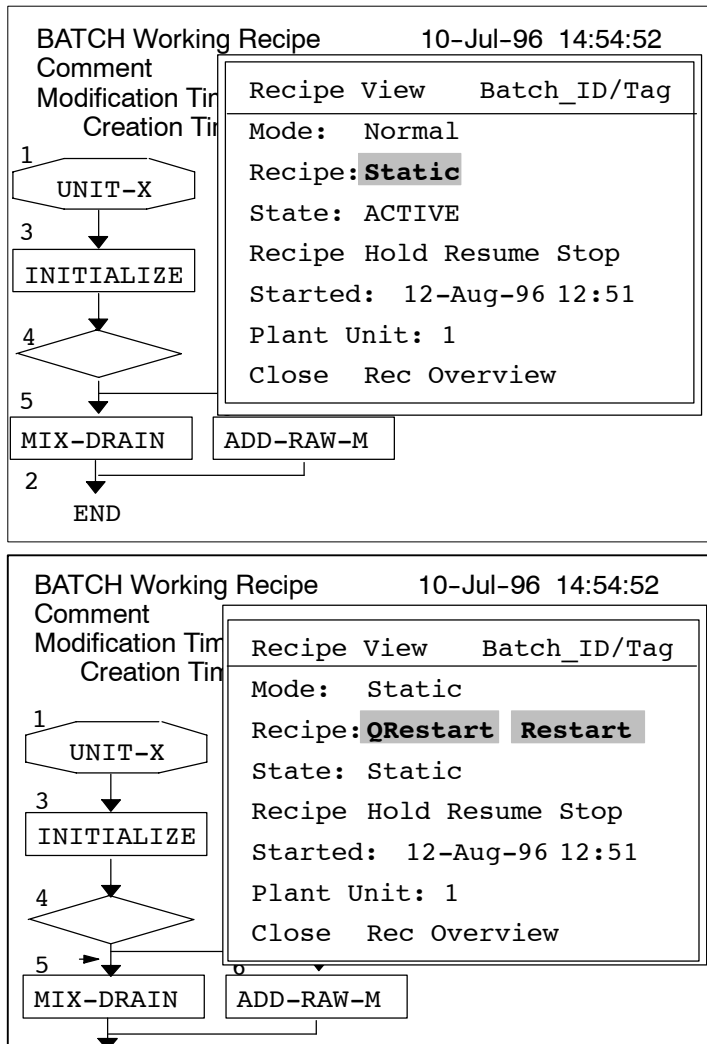 BATCH Working Recipe 10-Jul-96 14:54:52
Comment
Modification Tim
Creation Tim
Recipe View Batch_ID/Tag
Mode: Normal
Recipe: Static
State: ACTIVE
Recipe Hold Resume Stop
Started: 12-Aug-96 12:51
Plant Unit: 1
Close Rec Overview
1
UNIT-X
3
INITIALIZE
4
5
MIX-DRAIN ADD-RAW-M
2
END
BATCH Working Recipe 10-Jul-96 14:54:52
Comment
Modification Tim
Creation Tim
Recipe View Batch_ID/Tag
Mode: Static
Recipe: QRestart Restart
State: Static
Recipe Hold Resume Stop
Started: 12-Aug-96 12:51
Plant Unit: 1
Close Rec Overview
1
UNIT-X
3
INITIALIZE
4
5 6
MIX-DRAIN ADD-RAW-M